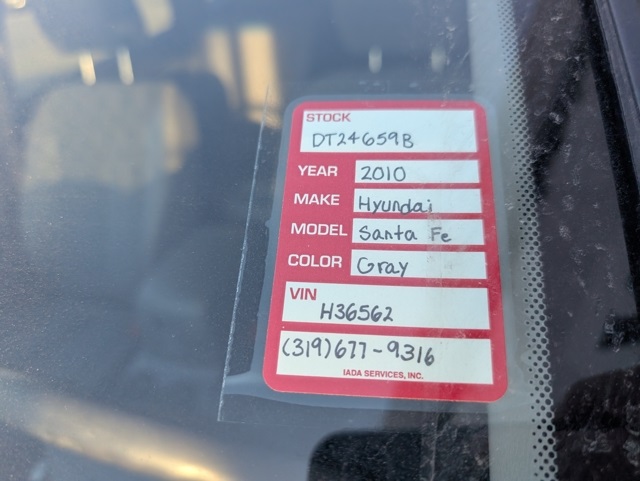 STOCK
DT24659B
YEAR 2010
MAKE Hyundai
MODEL Santa Fe
COLOR Gray
VIN
H36562
(319)677-9316
IADA SERVICES, INC.